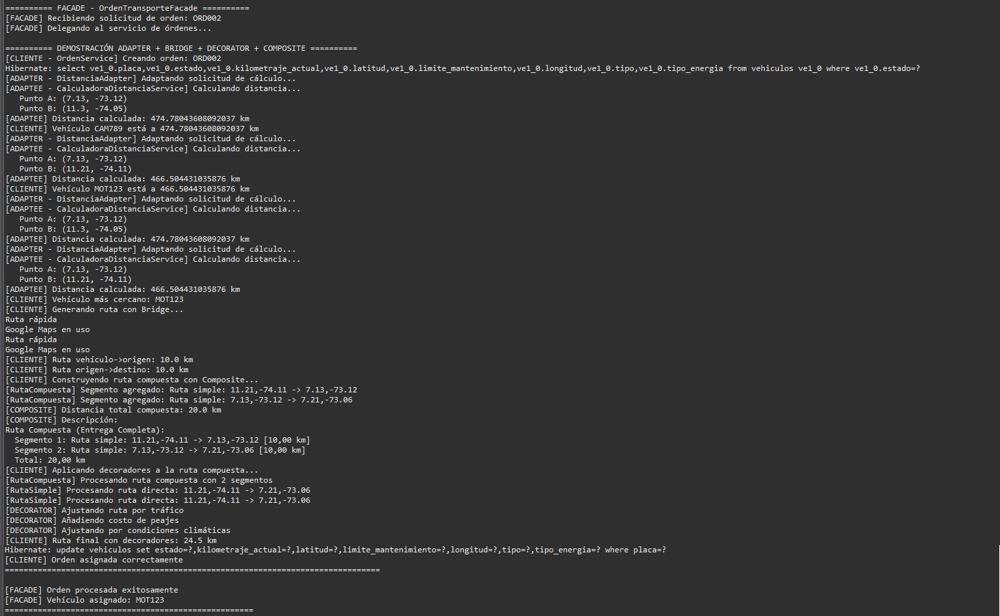 ========== FACADE - OrdenTransporteFacade ==========
[FACADE] Recibiendo solicitud de orden: ORD002
[FACADE] Delegando al servicio de órdenes...
========== DEMOSTRACIÓN ADAPTER + BRIDGE + DECORATOR + COMPOSITE ==========
[CLIENTE - OrdenService] Creando orden: ORD002
Hibernate: select ve1_0.placa,ve1_0.estado,ve1_0.kilometraje_actual,ve1_0.latitud,ve1_0.limite_mantenimiento,ve1_0.longitud,ve1_0.tipo,ve1_0.tipo_energia from vehiculos ve1_0 where ve1_0.estado=?
[ADAPTER - DistanciaAdapter] Adaptando solicitud de cálculo...
[ADAPTEE - CalculadoraDistanciaService] Calculando distancia...
   Punto A: (7.13, -73.12)
   Punto B: (11.3, -74.05)
[ADAPTEE] Distancia calculada: 474.78043608092037 km
[CLIENTE] Vehículo CAM789 está a 474.78043608092037 km
[ADAPTER - DistanciaAdapter] Adaptando solicitud de cálculo...
[ADAPTEE - CalculadoraDistanciaService] Calculando distancia...
   Punto A: (7.13, -73.12)
   Punto B: (11.21, -74.11)
[ADAPTEE] Distancia calculada: 466.504431035876 km
[CLIENTE] Vehículo MOT123 está a 466.504431035876 km
[ADAPTER - DistanciaAdapter] Adaptando solicitud de cálculo...
[ADAPTEE - CalculadoraDistanciaService] Calculando distancia...
   Punto A: (7.13, -73.12)
   Punto B: (11.3, -74.05)
[ADAPTEE] Distancia calculada: 474.78043608092037 km
[ADAPTER - DistanciaAdapter] Adaptando solicitud de cálculo...
[ADAPTEE - CalculadoraDistanciaService] Calculando distancia...
   Punto A: (7.13, -73.12)
   Punto B: (11.21, -74.11)
[ADAPTEE] Distancia calculada: 466.504431035876 km
[CLIENTE] Vehículo más cercano: MOT123
[CLIENTE] Generando ruta con Bridge...
Ruta rápida
Google Maps en uso
Ruta rápida
Google Maps en uso
[CLIENTE] Ruta vehículo->origen: 10.0 km
[CLIENTE] Ruta origen->destino: 10.0 km
[CLIENTE] Construyendo ruta compuesta con Composite...
[RutaCompuesta] Segmento agregado: Ruta simple: 11.21,-74.11 -> 7.13,-73.12
[RutaCompuesta] Segmento agregado: Ruta simple: 7.13,-73.12 -> 7.21,-73.06
[COMPOSITE] Distancia total compuesta: 20.0 km
[COMPOSITE] Descripción:
Ruta Compuesta (Entrega Completa):
  Segmento 1: Ruta simple: 11.21,-74.11 -> 7.13,-73.12 [10,00 km]
  Segmento 2: Ruta simple: 7.13,-73.12 -> 7.21,-73.06 [10,00 km]
  Total: 20,00 km
[CLIENTE] Aplicando decoradores a la ruta compuesta...
[RutaCompuesta] Procesando ruta compuesta con 2 segmentos
[RutaSimple] Procesando ruta directa: 11.21,-74.11 -> 7.21,-73.06
[RutaSimple] Procesando ruta directa: 11.21,-74.11 -> 7.21,-73.06
[DECORATOR] Ajustando ruta por tráfico
[DECORATOR] Añadiendo costo de peajes
[DECORATOR] Ajustando por condiciones climáticas
[CLIENTE] Ruta final con decoradores: 24.5 km
Hibernate: update vehiculos set estado=?,kilometraje_actual=?,latitud=?,limite_mantenimiento=?,longitud=?,tipo=?,tipo_energia=? where placa=?
[CLIENTE] Orden asignada correctamente
================================================================================
[FACADE] Orden procesada exitosamente
[FACADE] Vehículo asignado: MOT123
=====================================================